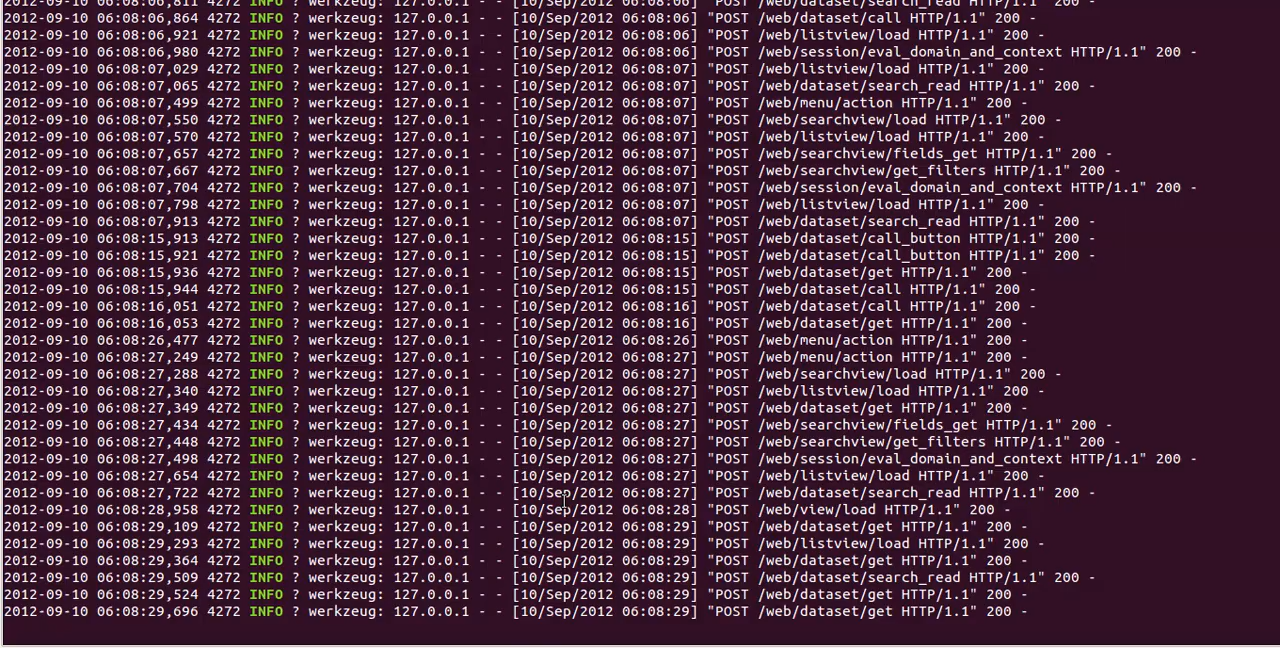 2012-09-10 06:08:06,811 4272 INFO ? werkzeug: 127.0.0.1 - - [10/Sep/2012 06:08:06] "POST /web/dataset/search_read HTTP/1.1" 200 -
2012-09-10 06:08:06,864 4272 INFO ? werkzeug: 127.0.0.1 - - [10/Sep/2012 06:08:06] "POST /web/dataset/call HTTP/1.1" 200 -
2012-09-10 06:08:06,921 4272 INFO ? werkzeug: 127.0.0.1 - - [10/Sep/2012 06:08:06] "POST /web/listview/load HTTP/1.1" 200 -
2012-09-10 06:08:06,980 4272 INFO ? werkzeug: 127.0.0.1 - - [10/Sep/2012 06:08:06] "POST /web/session/eval_domain_and_context HTTP/1.1" 200 -
2012-09-10 06:08:07,029 4272 INFO ? werkzeug: 127.0.0.1 - - [10/Sep/2012 06:08:07] "POST /web/listview/load HTTP/1.1" 200 -
2012-09-10 06:08:07,065 4272 INFO ? werkzeug: 127.0.0.1 - - [10/Sep/2012 06:08:07] "POST /web/dataset/search_read HTTP/1.1" 200 -
2012-09-10 06:08:07,499 4272 INFO ? werkzeug: 127.0.0.1 - - [10/Sep/2012 06:08:07] "POST /web/menu/action HTTP/1.1" 200 -
2012-09-10 06:08:07,550 4272 INFO ? werkzeug: 127.0.0.1 - - [10/Sep/2012 06:08:07] "POST /web/searchview/load HTTP/1.1" 200 -
2012-09-10 06:08:07,570 4272 INFO ? werkzeug: 127.0.0.1 - - [10/Sep/2012 06:08:07] "POST /web/listview/load HTTP/1.1" 200 -
2012-09-10 06:08:07,657 4272 INFO ? werkzeug: 127.0.0.1 - - [10/Sep/2012 06:08:07] "POST /web/searchview/fields_get HTTP/1.1" 200 -
2012-09-10 06:08:07,667 4272 INFO ? werkzeug: 127.0.0.1 - - [10/Sep/2012 06:08:07] "POST /web/searchview/get_filters HTTP/1.1" 200 -
2012-09-10 06:08:07,704 4272 INFO ? werkzeug: 127.0.0.1 - - [10/Sep/2012 06:08:07] "POST /web/session/eval_domain_and_context HTTP/1.1" 200 -
2012-09-10 06:08:07,798 4272 INFO ? werkzeug: 127.0.0.1 - - [10/Sep/2012 06:08:07] "POST /web/listview/load HTTP/1.1" 200 -
2012-09-10 06:08:07,913 4272 INFO ? werkzeug: 127.0.0.1 - - [10/Sep/2012 06:08:07] "POST /web/dataset/search_read HTTP/1.1" 200 -
2012-09-10 06:08:15,913 4272 INFO ? werkzeug: 127.0.0.1 - - [10/Sep/2012 06:08:15] "POST /web/dataset/call_button HTTP/1.1" 200 -
2012-09-10 06:08:15,921 4272 INFO ? werkzeug: 127.0.0.1 - - [10/Sep/2012 06:08:15] "POST /web/dataset/call_button HTTP/1.1" 200 -
2012-09-10 06:08:15,936 4272 INFO ? werkzeug: 127.0.0.1 - - [10/Sep/2012 06:08:15] "POST /web/dataset/get HTTP/1.1" 200 -
2012-09-10 06:08:15,944 4272 INFO ? werkzeug: 127.0.0.1 - - [10/Sep/2012 06:08:15] "POST /web/dataset/call HTTP/1.1" 200 -
2012-09-10 06:08:16,051 4272 INFO ? werkzeug: 127.0.0.1 - - [10/Sep/2012 06:08:16] "POST /web/dataset/call HTTP/1.1" 200 -
2012-09-10 06:08:16,053 4272 INFO ? werkzeug: 127.0.0.1 - - [10/Sep/2012 06:08:16] "POST /web/dataset/get HTTP/1.1" 200 -
2012-09-10 06:08:26,477 4272 INFO ? werkzeug: 127.0.0.1 - - [10/Sep/2012 06:08:26] "POST /web/menu/action HTTP/1.1" 200 -
2012-09-10 06:08:27,249 4272 INFO ? werkzeug: 127.0.0.1 - - [10/Sep/2012 06:08:27] "POST /web/menu/action HTTP/1.1" 200 -
2012-09-10 06:08:27,288 4272 INFO ? werkzeug: 127.0.0.1 - - [10/Sep/2012 06:08:27] "POST /web/searchview/load HTTP/1.1" 200 -
2012-09-10 06:08:27,340 4272 INFO ? werkzeug: 127.0.0.1 - - [10/Sep/2012 06:08:27] "POST /web/listview/load HTTP/1.1" 200 -
2012-09-10 06:08:27,349 4272 INFO ? werkzeug: 127.0.0.1 - - [10/Sep/2012 06:08:27] "POST /web/dataset/get HTTP/1.1" 200 -
2012-09-10 06:08:27,434 4272 INFO ? werkzeug: 127.0.0.1 - - [10/Sep/2012 06:08:27] "POST /web/searchview/fields_get HTTP/1.1" 200 -
2012-09-10 06:08:27,448 4272 INFO ? werkzeug: 127.0.0.1 - - [10/Sep/2012 06:08:27] "POST /web/searchview/get_filters HTTP/1.1" 200 -
2012-09-10 06:08:27,498 4272 INFO ? werkzeug: 127.0.0.1 - - [10/Sep/2012 06:08:27] "POST /web/session/eval_domain_and_context HTTP/1.1" 200 -
2012-09-10 06:08:27,654 4272 INFO ? werkzeug: 127.0.0.1 - - [10/Sep/2012 06:08:27] "POST /web/listview/load HTTP/1.1" 200 -
2012-09-10 06:08:27,722 4272 INFO ? werkzeug: 127.0.0.1 - - [10/Sep/2012 06:08:27] "POST /web/dataset/search_read HTTP/1.1" 200 -
2012-09-10 06:08:28,958 4272 INFO ? werkzeug: 127.0.0.1 - - [10/Sep/2012 06:08:28] "POST /web/view/load HTTP/1.1" 200 -
2012-09-10 06:08:29,109 4272 INFO ? werkzeug: 127.0.0.1 - - [10/Sep/2012 06:08:29] "POST /web/dataset/get HTTP/1.1" 200 -
2012-09-10 06:08:29,293 4272 INFO ? werkzeug: 127.0.0.1 - - [10/Sep/2012 06:08:29] "POST /web/listview/load HTTP/1.1" 200 -
2012-09-10 06:08:29,364 4272 INFO ? werkzeug: 127.0.0.1 - - [10/Sep/2012 06:08:29] "POST /web/dataset/get HTTP/1.1" 200 -
2012-09-10 06:08:29,509 4272 INFO ? werkzeug: 127.0.0.1 - - [10/Sep/2012 06:08:29] "POST /web/dataset/search_read HTTP/1.1" 200 -
2012-09-10 06:08:29,524 4272 INFO ? werkzeug: 127.0.0.1 - - [10/Sep/2012 06:08:29] "POST /web/dataset/get HTTP/1.1" 200 -
2012-09-10 06:08:29,696 4272 INFO ? werkzeug: 127.0.0.1 - - [10/Sep/2012 06:08:29] "POST /web/dataset/get HTTP/1.1" 200 -